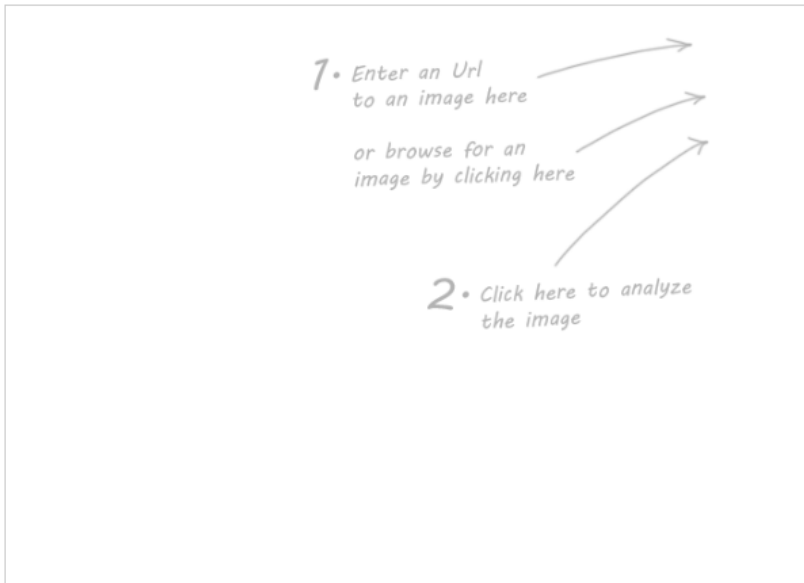 1. Enter an Url
to an image here
or browse for an
image by clicking here
2. Click here to analyze
the image